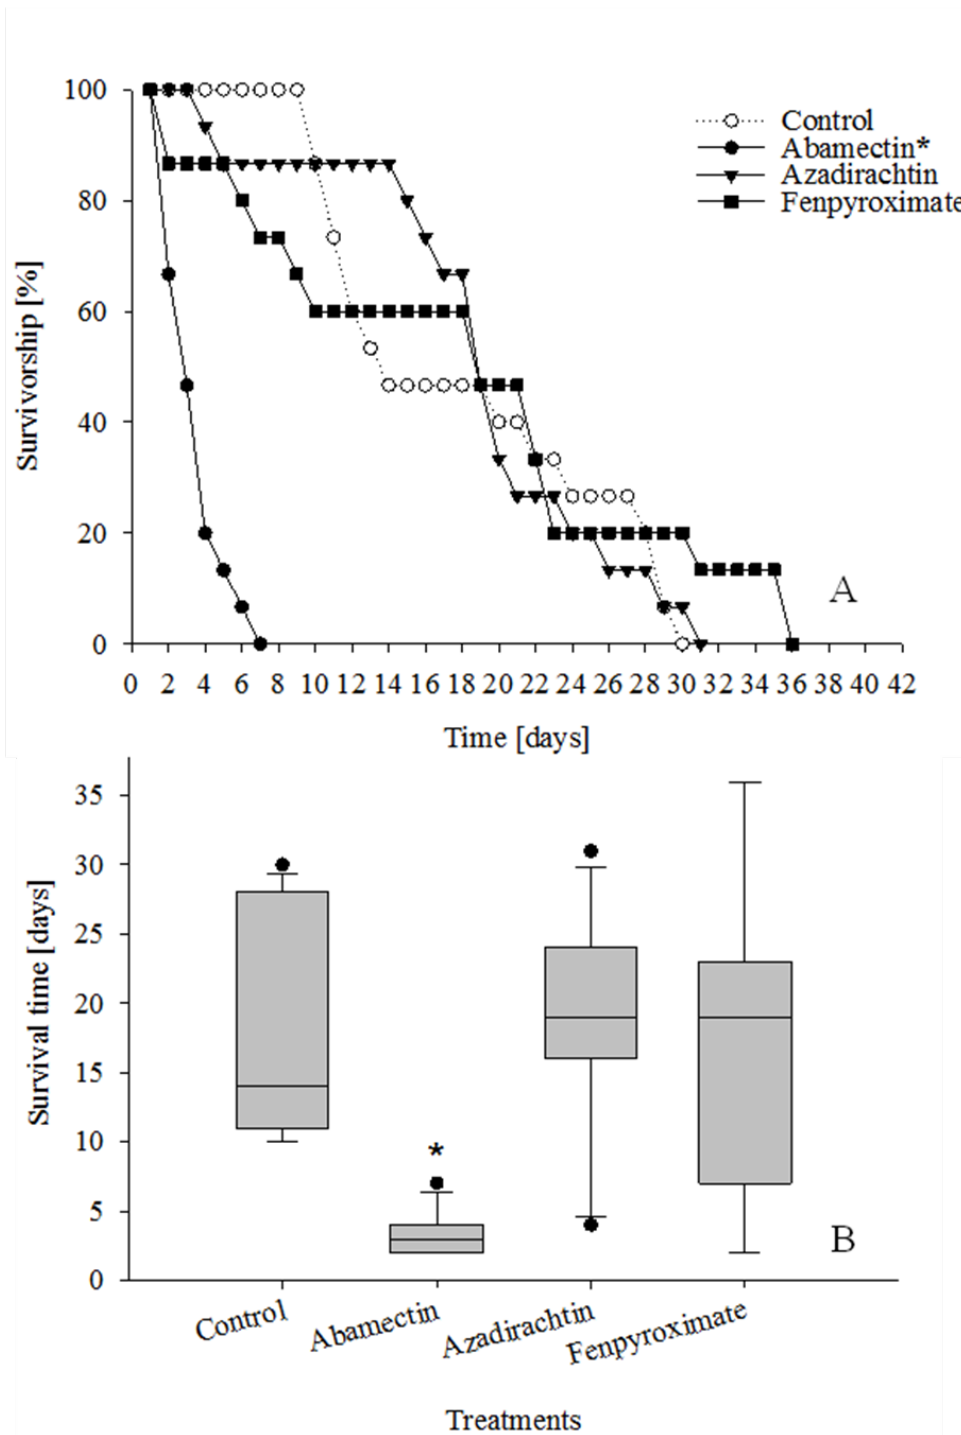 100
80
60
40
20
0
Survivorship [%]
Control
Abamectin*
Azadirachtin
Fenpyroximate
A
0 2 4 6 8 10 12 14 16 18 20 22 24 26 28 30 32 34 36 38 40 42
Time [days]
35
30
25
20
15
10
5
0
Survival time [days]
*
B
Control
Abamectin
Azadirachtin
Fenpyroximate
Treatments